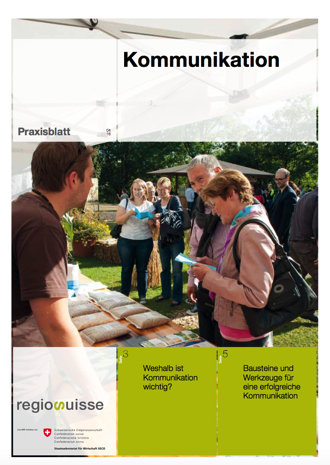 Kommunikation
Praxisblatt
3
Weshalb ist
Kommunikation
wichtig?
5
Bausteine und
Werkzeuge für
eine erfolgreiche
Kommunikation
regiosuisse
Schweizerische Eidgenossenschaft
Confédération suisse
Confederazione Svizzera
Confederaziun svizra
Staatssekretariat für Wirtschaft SECO